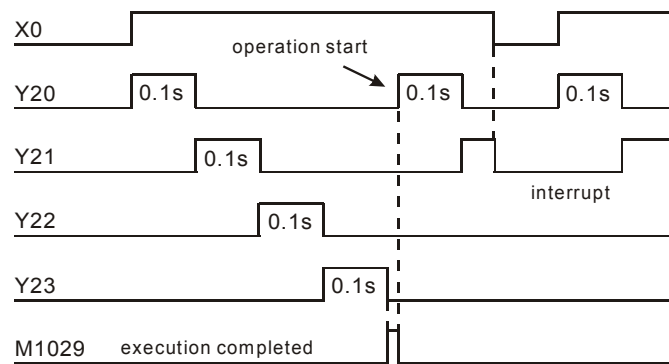 X0
operation start
Y20 0.1s 0.1s 0.1s
Y21 0.1s
interrupt
Y22 0.1s
Y23 0.1s
M1029 execution completed